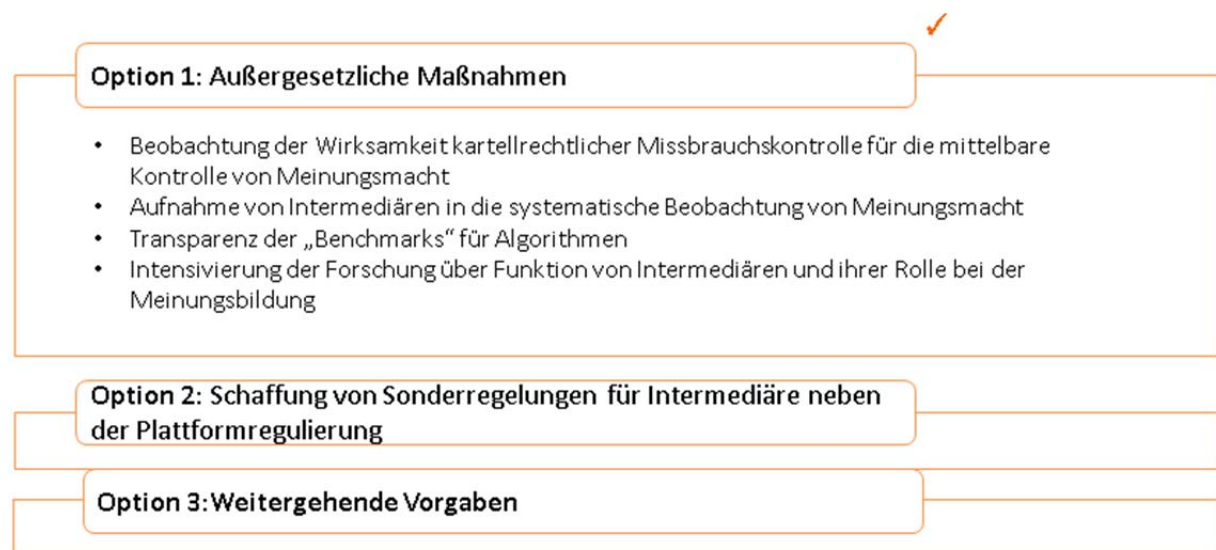 ✓
Option 1: Außergesetzliche Maßnahmen
• Beobachtung der Wirksamkeit kartellrechtlicher Missbrauchskontrolle für die mittelbare
Kontrolle von Meinungsmacht
• Aufnahme von Intermediären in die systematische Beobachtung von Meinungsmacht
• Transparenz der „Benchmarks“ für Algorithmen
• Intensivierung der Forschung über Funktion von Intermediären und ihrer Rolle bei der
Meinungsbildung
Option 2: Schaffung von Sonderregelungen für Intermediäre neben
der Plattformregulierung
Option 3: Weitergehende Vorgaben